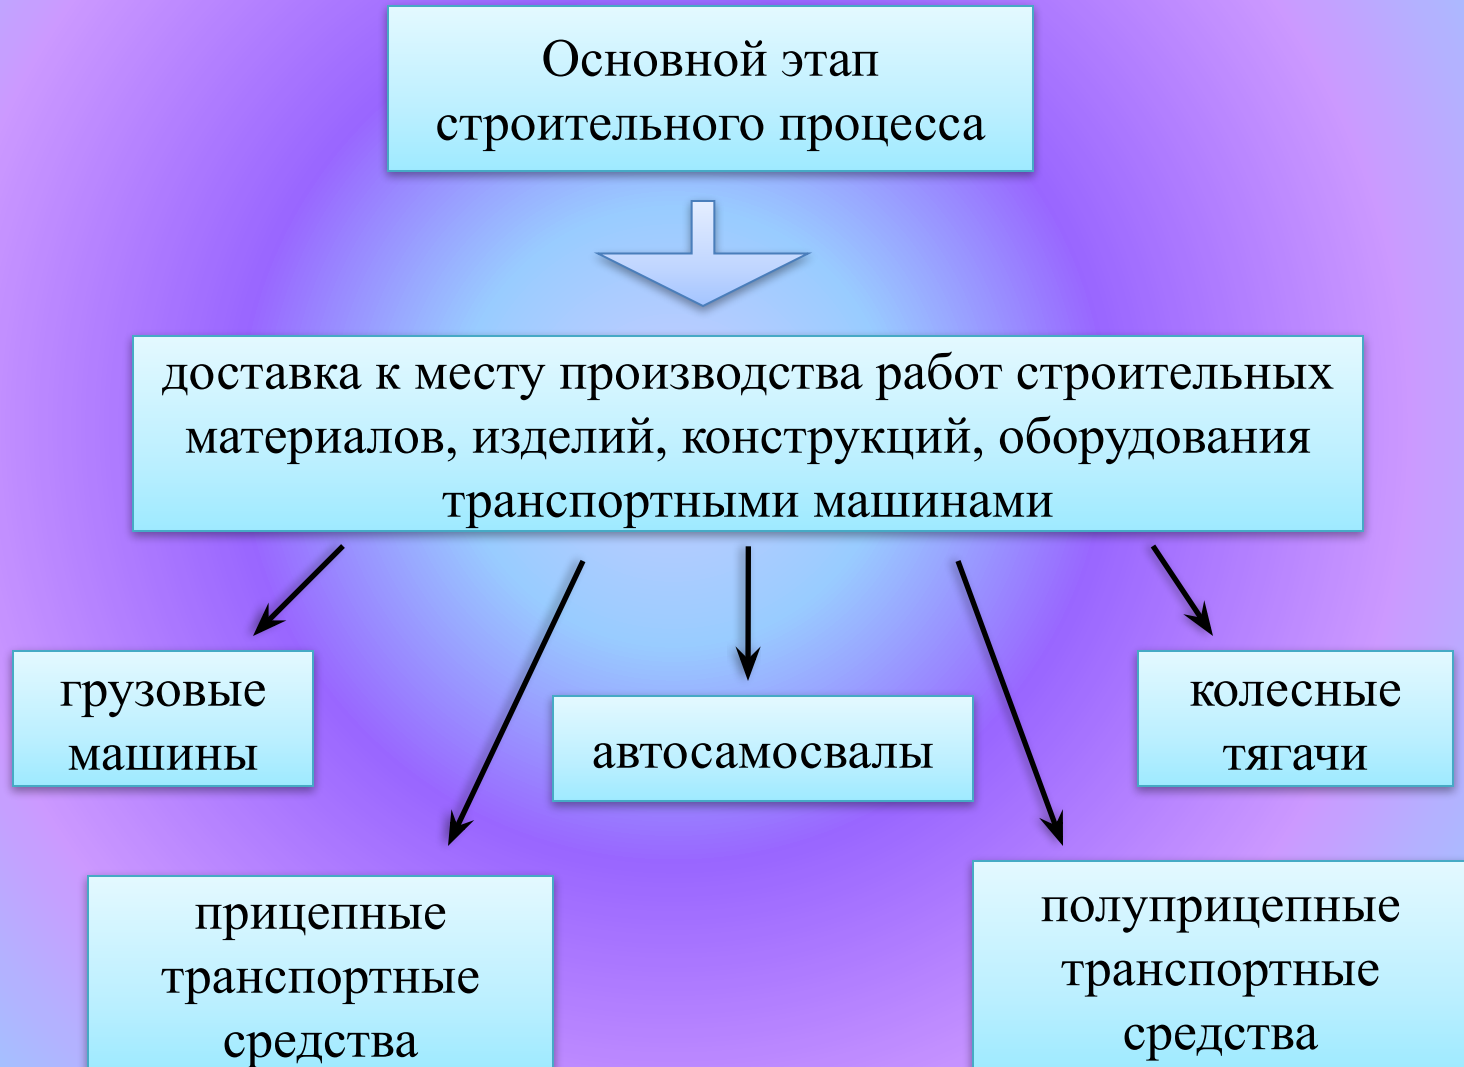 Основной этап
строительного процесса
доставка к месту производства работ строительных
материалов, изделий, конструкций, оборудования
транспортными машинами
грузовые
машины
прицепные
транспортные
средства
автосамосвалы
полуприцепные
транспортные
средства
колесные
тягачи